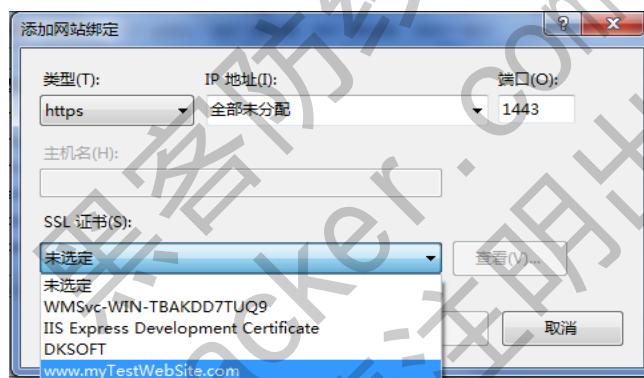 添加网站绑定
类型(T): IP 地址(I): 端口(O):
https 全部未分配 1443
主机名(H):
SSL 证书(S):
未选定 查看(V)...
未选定
WMSvc-WIN-TBAKDD7TUQ9
IIS Express Development Certificate
DKSOFT
www.myTestWebSite.com
取消